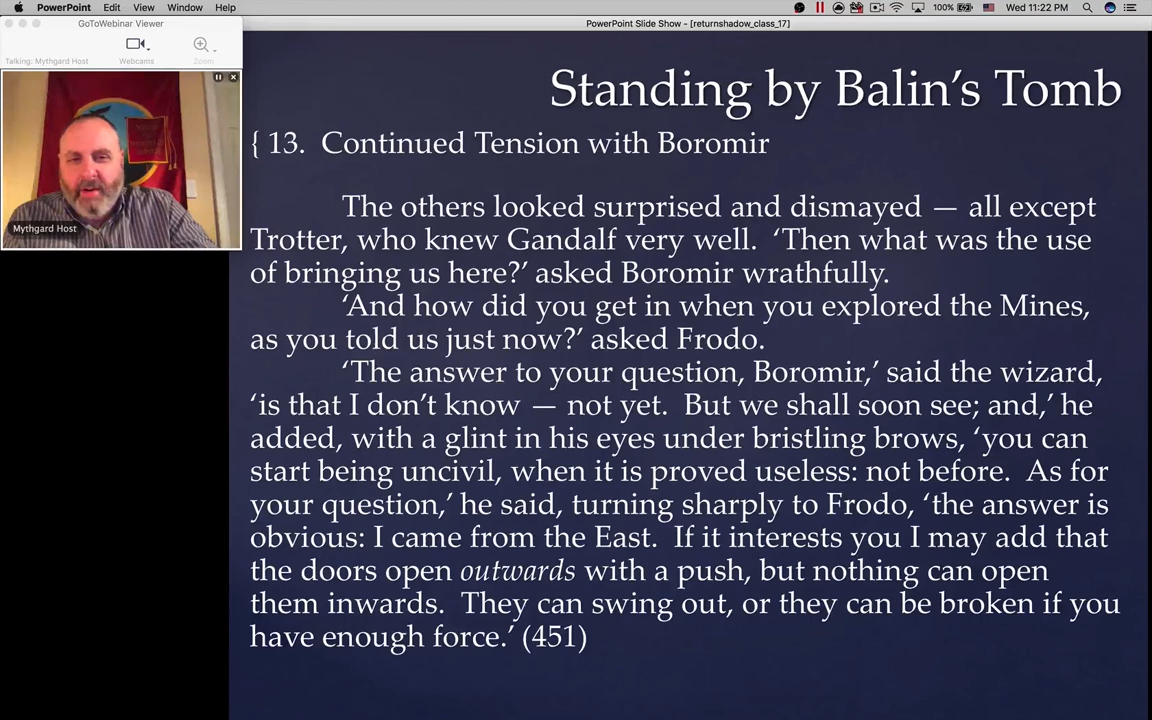 PowerPoint Edit View Window Help
100% Wed 11:22 PM
GoToWebinar Viewer
PowerPoint Slide Show - [returnshadow_class_17]
Talking: Mythgard Host
Webcams
Zoom
Mythgard Host
Standing by Balin’s Tomb
{ 13. Continued Tension with Boromir
The others looked surprised and dismayed — all except
Trotter, who knew Gandalf very well. ‘Then what was the use
of bringing us here?’ asked Boromir wrathfully.
‘And how did you get in when you explored the Mines,
as you told us just now?’ asked Frodo.
‘The answer to your question, Boromir,’ said the wizard,
‘is that I don’t know — not yet. But we shall soon see; and,’ he
added, with a glint in his eyes under bristling brows, ‘you can
start being uncivil, when it is proved useless: not before. As for
your question,’ he said, turning sharply to Frodo, ‘the answer is
obvious: I came from the East. If it interests you I may add that
the doors open outwards with a push, but nothing can open
them inwards. They can swing out, or they can be broken if you
have enough force.’ (451)